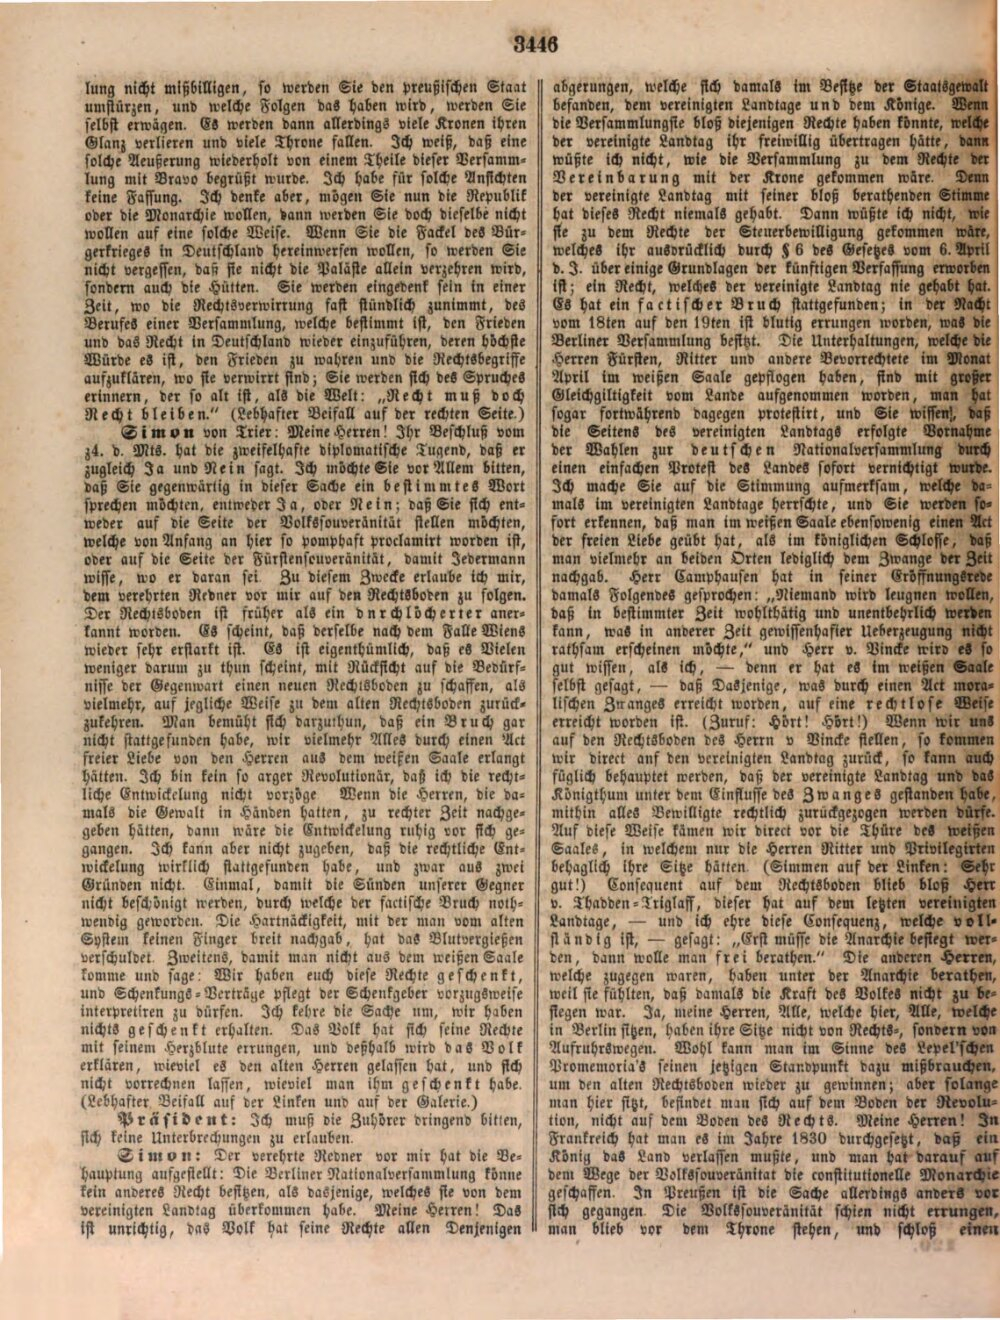 3446
lung nicht mißbilligen, so werden Sie den preußischen Staat
umstürzen, und welche Folgen das haben wird, werden Sie
selbst erwägen. Es werden dann allerdings viele Kronen ihren
Glanz verlieren und viele Throne fallen. Ich weiß, daß eine
solche Aeußerung wiederholt von einem Theile dieser Versamm-
lung mit Bravo begrüßt wurde. Ich habe für solche Ansichten
keine Fassung. Ich denke aber, mögen Sie nun die Republik
oder die Monarchie wollen, dann werden Sie doch dieselbe nicht
wollen auf eine solche Weise. Wenn Sie die Fackel des Bür-
gerkrieges in Deutschland hereinwerfen wollen, so werden Sie
nicht vergessen, daß sie nicht die Paläste allein verzehren wird,
sondern auch die Hütten. Sie werden eingedenk sein in einer
Zeit, wo die Rechtsverwirrung fast stündlich zunimmt, des
Berufes einer Versammlung, welche bestimmt ist, den Frieden
und das Recht in Deutschland wieder einzuführen, deren höchste
Würde es ist, den Frieden zu wahren und die Rechtsbegriffe
aufzuklären, wo sie verwirrt sind; Sie werden sich des Spruches
erinnern, der so alt ist, als die Welt: „Recht muß doch
Recht bleiben.“ (Lebhafter Beifall auf der rechten Seite.)
Simon von Trier: Meine Herren! Ihr Beschluß vom
24. d. Mts. hat die zweifelhafte diplomatische Tugend, daß er
zugleich Ja und Nein sagt. Ich möchte Sie vor Allem bitten,
daß Sie gegenwärtig in dieser Sache ein bestimmtes Wort
sprechen möchten, entweder Ja, oder Nein; daß Sie sich ent-
weder auf die Seite der Volkssouveränität stellen möchten,
welche von Anfang an hier so pomphaft proclamirt worden ist,
oder auf die Seite der Fürstensouveränität, damit Jedermann
wisse, wo er daran sei. Zu diesem Zwecke erlaube ich mir,
dem verehrten Redner vor mir auf den Rechtsboden zu folgen.
Der Rechtsboden ist früher als ein dnrchlöcherter aner-
kannt worden. Es scheint, daß derselbe nach dem Falle Wiens
wieder sehr erstarkt ist. Es ist eigenthümlich, daß es Vielen
weniger darum zu thun scheint, mit Rücksicht auf die Bedürf-
nisse der Gegenwart einen neuen Rechtsboden zu schaffen, als
vielmehr, auf jegliche Weise zu dem alten Rechtsboden zurück-
zukehren. Man bemüht sich darzuthun, daß ein Bruch gar
nicht stattgefunden habe, wir vielmehr Alles durch einen Act
freier Liebe von den Herren aus dem weißen Saale erlangt
hätten. Ich bin kein so arger Revolutionär, daß ich die recht-
liche Entwickelung nicht vorzöge Wenn die Herren, die da-
mals die Gewalt in Händen hatten, zu rechter Zeit nachge-
geben hätten, dann wäre die Entwickelung ruhig vor sich ge-
gangen. Ich kann aber nicht zugeben, daß die rechtliche Ent-
wickelung wirklich stattgefunden habe, und zwar aus zwei
Gründen nicht. Einmal, damit die Sünden unserer Gegner
nicht beschönigt werden, durch welche der factische Bruch noth-
wendig geworden. Die Hartnäckigkeit, mit der man vom alten
System keinen Finger breit nachgab, hat das Blutvergießen
verschuldet. Zweitens, damit man nicht aus dem weißen Saale
komme und sage: Wir haben euch diese Rechte geschenkt,
und Schenkungs-Verträge pflegt der Schenkgeber vorzugsweise
interpretiren zu dürfen. Ich kehre die Sache um, wir haben
nichts geschenkt erhalten. Das Volk hat sich seine Rechte
mit seinem Herzblute errungen, und deßhalb wird das Volk
erklären, wieviel es den alten Herren gelassen hat, und sich
nicht vorrechnen lassen, wieviel man ihm geschenkt habe.
(Lebhafter Beifall auf der Linken und auf der Galerie.)
Präsident: Ich muß die Zuhörer dringend bitten,
sich keine Unterbrechungen zu erlauben.
Simon: Der verehrte Redner vor mir hat die Be-
hauptung aufgestellt: Die Berliner Nationalversammlung könne
kein anderes Recht besitzen, als dasjenige, welches sie von dem
vereinigten Landtag überkommen habe. Meine Herren! Das
ist unrichtig, das Volk hat seine Rechte allen Denjenigen
abgerungen, welche sich damals im Besitze der Staatsgewalt
befanden, dem vereinigten Landtage und dem Könige. Wenn
die Versammlungste bloß diejenigen Rechte haben könnte, welche
der vereinigte Landtag ihr freiwillig übertragen hätte, dann
wüßte ich nicht, wie die Versammlung zu dem Rechte der
Vereinbarung mit der Krone gekommen wäre. Denn
der vereinigte Landtag mit seiner bloß berathenden Stimme
hat dieses Recht niemals gehabt. Dann wüßte ich nicht, wie
sie zu dem Rechte der Steuerbewilligung gekommen wäre,
welches ihr ausdrücklich durch § 6 des Gesetzes vom 6. April
d. J. über einige Grundlagen der künftigen Verfassung erworben
ist; ein Recht, welches der vereinigte Landtag nie gehabt hat.
Es hat ein factischer Bruch stattgefunden; in der Nacht
vom 18ten auf den 19ten ist blutig errungen worden, was die
Berliner Versammlung besitzt. Die Unterhaltungen, welche die
Herren Fürsten, Ritter und andere Bevorrechtete im Monat
April im weißen Saale gepflogen haben, sind mit großer
Gleichgiltigkeit vom Lande aufgenommen worden, man hat
sogar fortwährend dagegen protestirt, und Sie wissen, daß
die Seitens des vereinigten Landtags erfolgte Vornahme
der Wahlen zur deutschen Nationalversammlung durch
einen einfachen Protest des Landes sofort vernichtigt wurde.
Ich mache Sie auf die Stimmung aufmerksam, welche da-
mals im vereinigten Landtage herrschte, und Sie werden so-
fort erkennen, daß man im weißen Saale ebensowenig einen Act
der freien Liebe geübt hat, als im königlichen Schlosse, daß
man vielmehr an beiden Orten lediglich dem Zwange der Zeit
nachgab. Herr Camphausen hat in seiner Eröffnungsrede
damals Folgendes gesprochen: „Niemand wird leugnen wollen,
daß in bestimmter Zeit wohlthätig und unentbehrlich werden
kann, was in anderer Zeit gewissenhafter Ueberzeugung nicht
rathsam erscheinen möchte,“ und Herr v. Vincke wird es so
gut wissen, als ich, — denn er hat es im weißen Saale
selbst gesagt, — daß Dasjenige, was durch einen Act mora-
lischen Zwanges erreicht worden, auf eine rechtlose Weise
erreicht worden ist. (Zuruf: Hört! Hört!) Wenn wir uns
auf den Rechtsboden des Herrn v Vincke stellen, so kommen
wir direct auf den vereinigten Landtag zurück, so kann auch
füglich behauptet werden, daß der vereinigte Landtag und das
Königthum unter dem Einflusse des Zwanges gestanden habe,
mithin alles Bewilligte rechtlich zurückgezogen werden dürfe.
Auf diese Weise kämen wir direct vor die Thüre des weißen
Saales, in welchem nur die Herren Ritter und Privilegirten
behaglich ihre Sitze hätten. (Stimmen auf der Linken: Sehr
gut!) Consequent auf dem Rechtsboden blieb bloß Herr
v. Thadden-Triglaff, dieser hat auf dem letzten vereinigten
Landtage, — und ich ehre diese Consequenz, welche voll-
ständig ist, — gesagt: „Erst müsse die Anarchie besiegt wer-
den, dann wolle man frei berathen.“ Die anderen Herren,
welche zugegen waren, haben unter der Anarchie berathen,
weil sie fühlten, daß damals die Kraft des Volkes nicht zu be-
siegen war. Ja, meine Herren, Alle, welche hier, Alle, welche
in Berlin sitzen, haben ihre Sitze nicht von Rechts-, sondern von
Aufruhrswegen. Wohl kann man im Sinne des Lepel'schen
Promemoria's seinen jetzigen Standpunkt dazu mißbrauchen,
um den alten Rechtsboden wieder zu gewinnen; aber solange
man hier sitzt, befindet man sich auf dem Boden der Revolu-
tion, nicht auf dem Boden des Rechts. Meine Herren! In
Frankreich hat man es im Jahre 1830 durchgesetzt, daß ein
König das Land verlassen mußte, und man hat darauf auf
dem Wege der Volkssouveränitat die constitutionelle Monarchie
geschaffen. In Preußen ist die Sache allerdings anders vor
sich gegangen. Die Volkssouveränität schien nicht errungen,
man blieb vor dem Throne stehen, und schloß einen